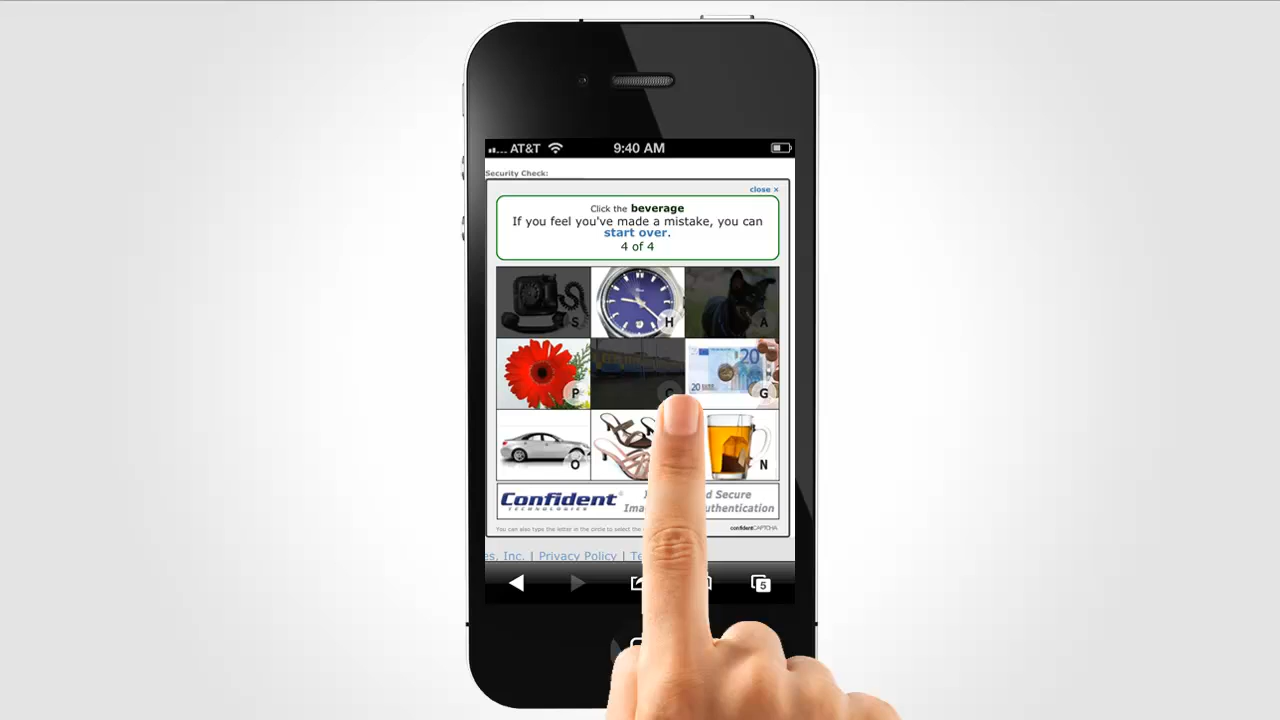 AT&T 9:40 AM
Security Check:
close ×
Click the beverage
If you feel you've made a mistake, you can
start over.
4 of 4
S H A
20
P G
20 EURO
O N
Confident®
TECHNOLOGIES
d Secure
Ima uthentication
You can also type the letter in the circle to select the
confidentCAPTCHA
es, Inc. | Privacy Policy | Te
5